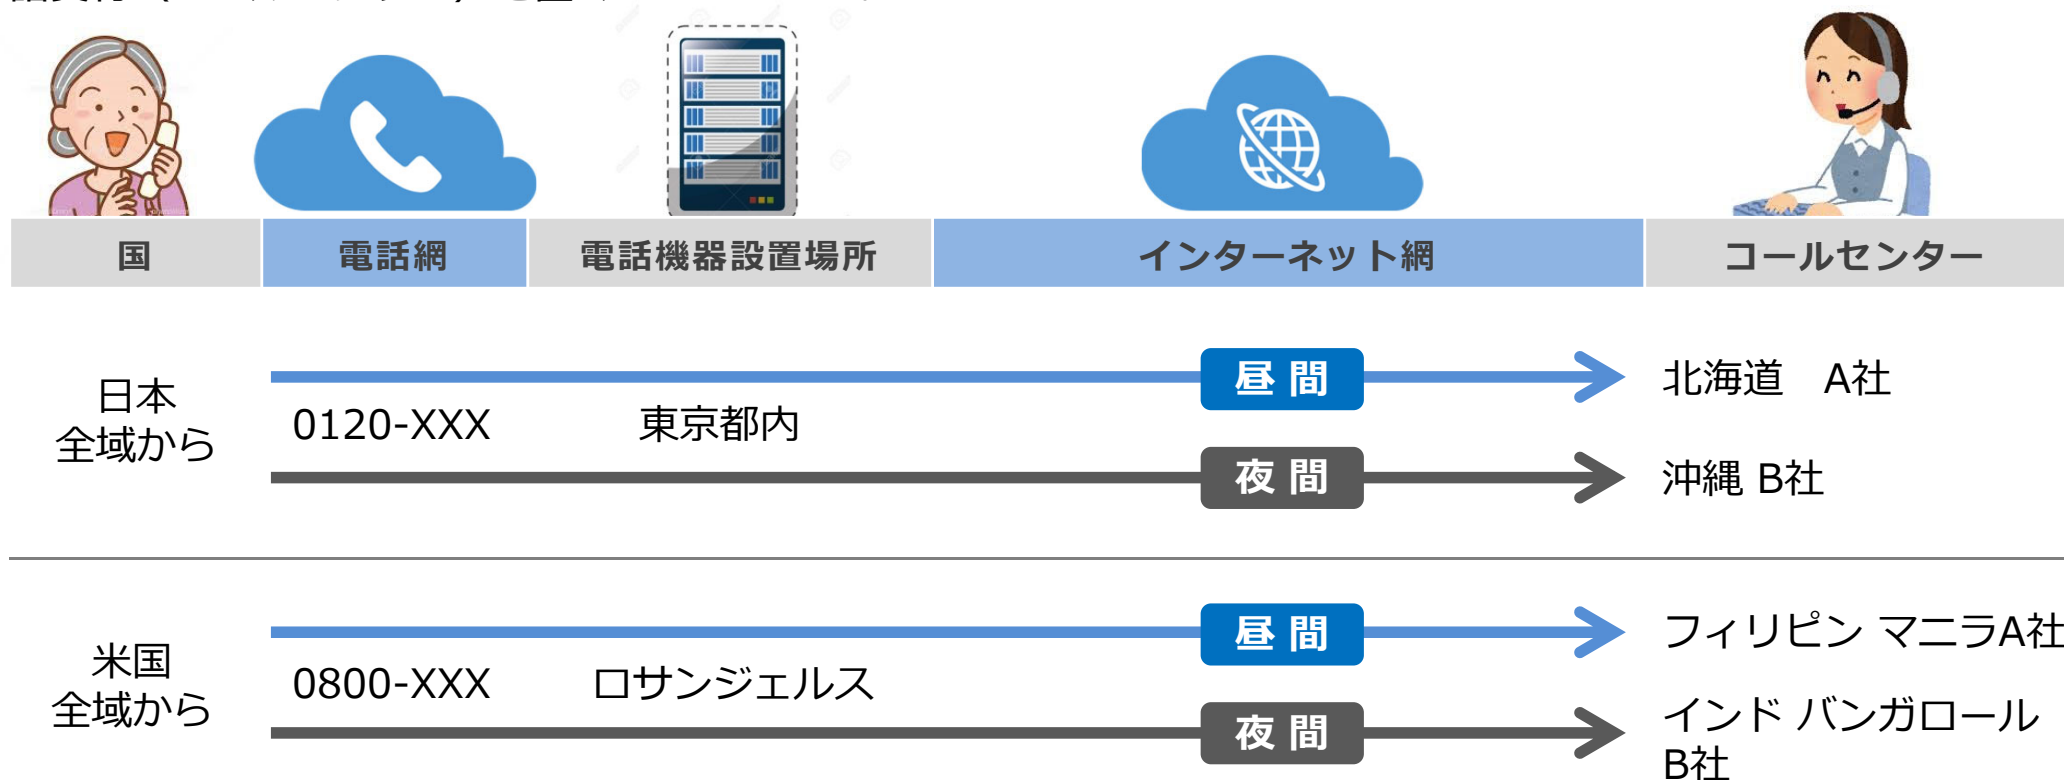 国
電話網
電話機器設置場所
インターネット網
コールセンター
日本
全域から
0120-XXX
東京都内
昼 間
北海道　A社
夜 間
沖縄 B社
米国
全域から
0800-XXX
ロサンジェルス
昼 間
フィリピン マニラA社
夜 間
インド バンガロール
B社